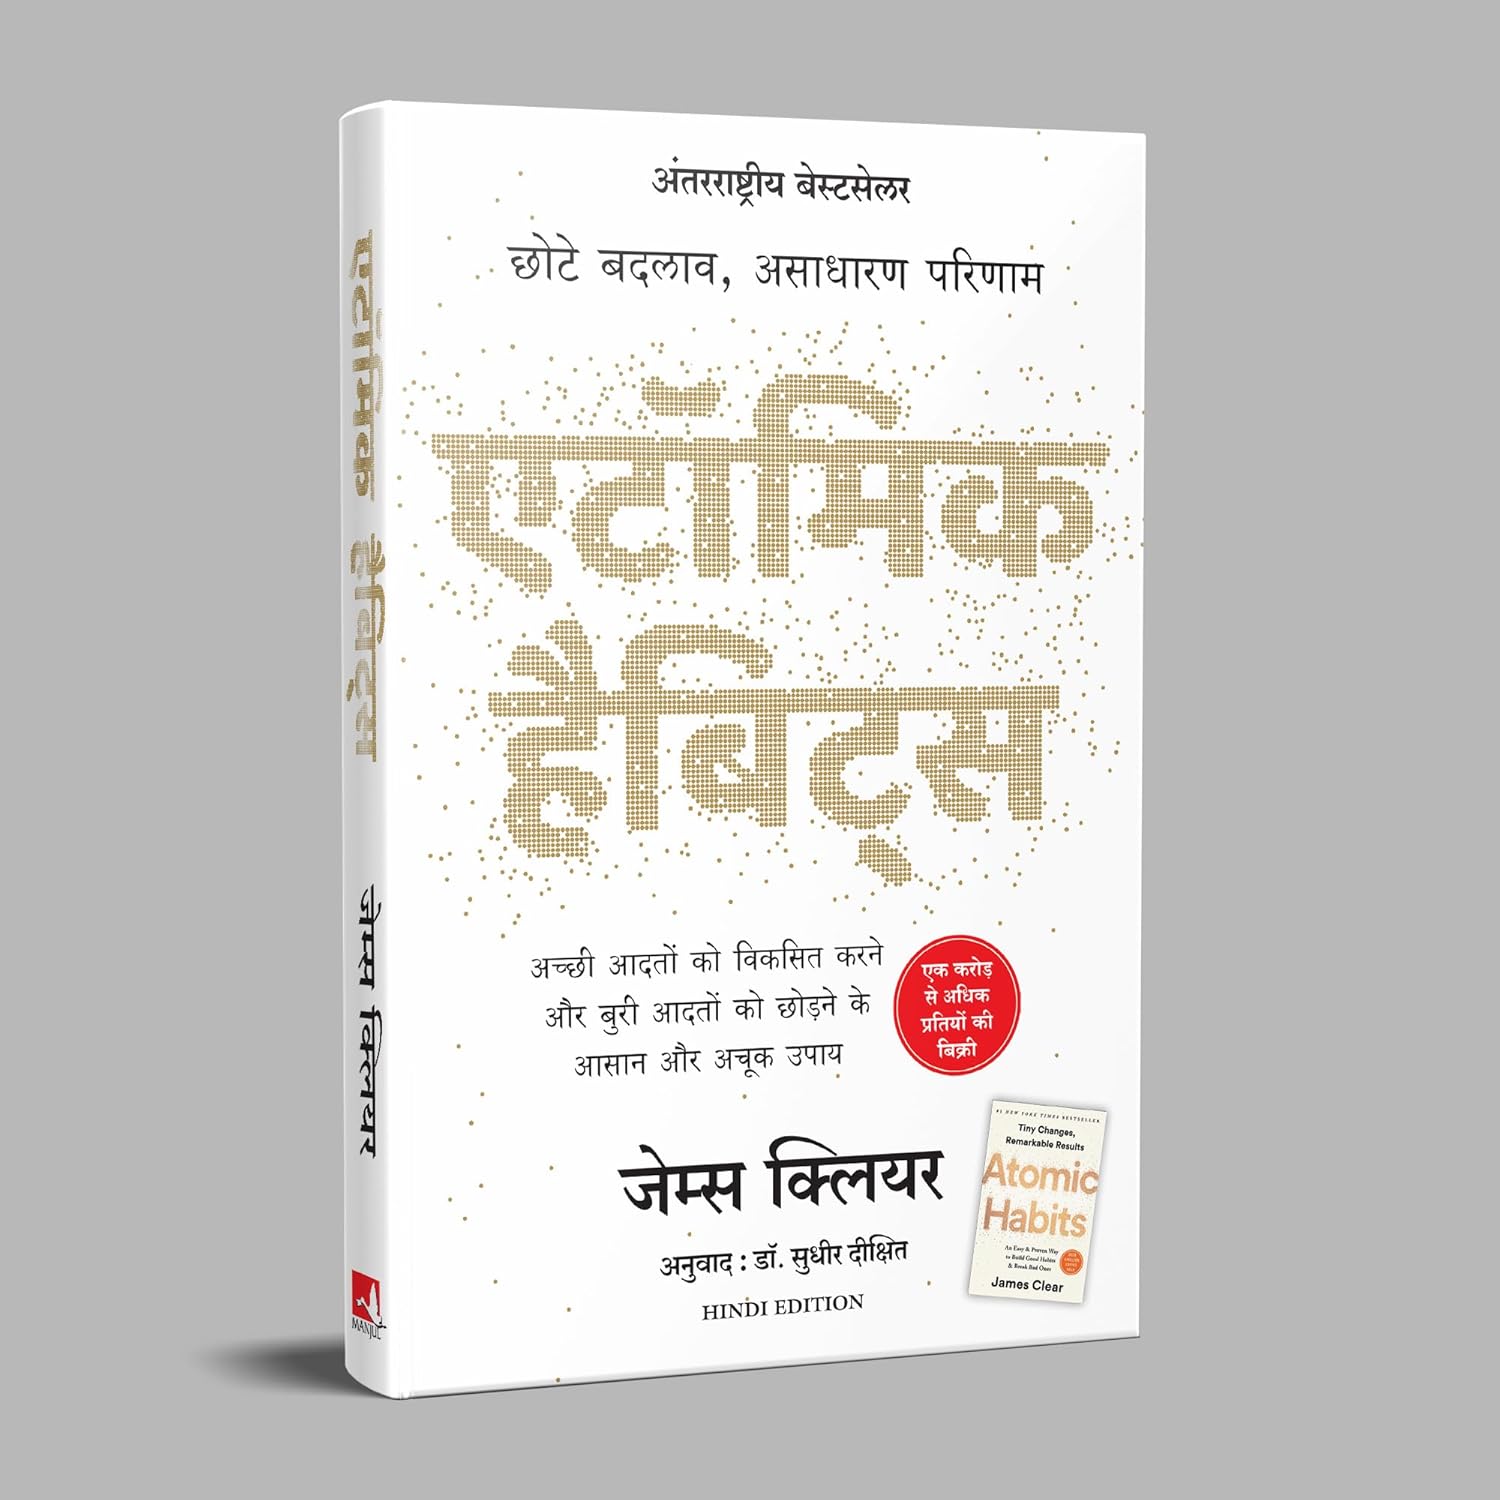 अंतरराष्ट्रीय बेस्टसेलर
छोटे बदलाव, असाधारण परिणाम
एटॉमिक
हैबिट्स
अच्छी आदतों को विकसित करने
और बुरी आदतों को छोड़ने के
आसान और अचूक उपाय
एक करोड़
से अधिक
प्रतियों की
बिक्री
जेम्स क्लियर
अनुवाद : डॉ. सुधीर दीक्षित
HINDI EDITION
#1 NEW YORK TIMES BESTSELLER
Tiny Changes,
Remarkable Results
Atomic
Habits
An Easy & Proven Way
to Build Good Habits
& Break Bad Ones
James Clear
एटॉमिक हैबिट्स
जेम्स क्लियर
MANJUL